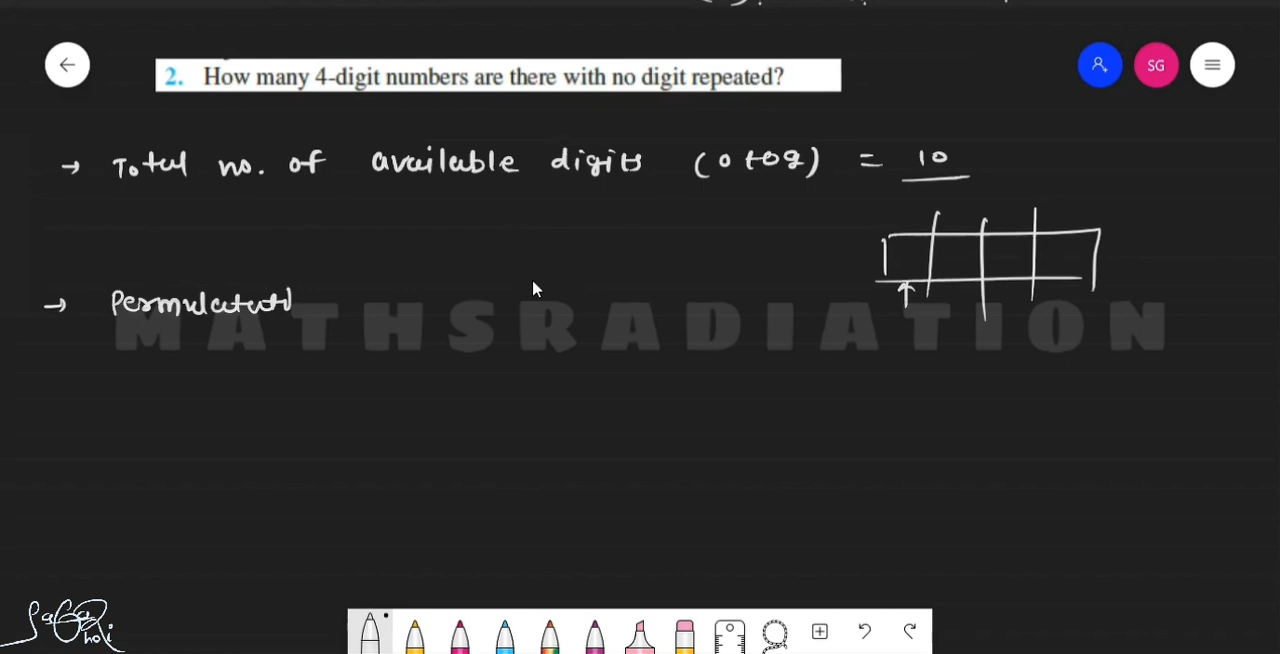 SG
2. How many 4-digit numbers are there with no digit repeated?
→ Total no. of available digits (0 to 9) = 10
→ Permulatati
MATHSRADIATION